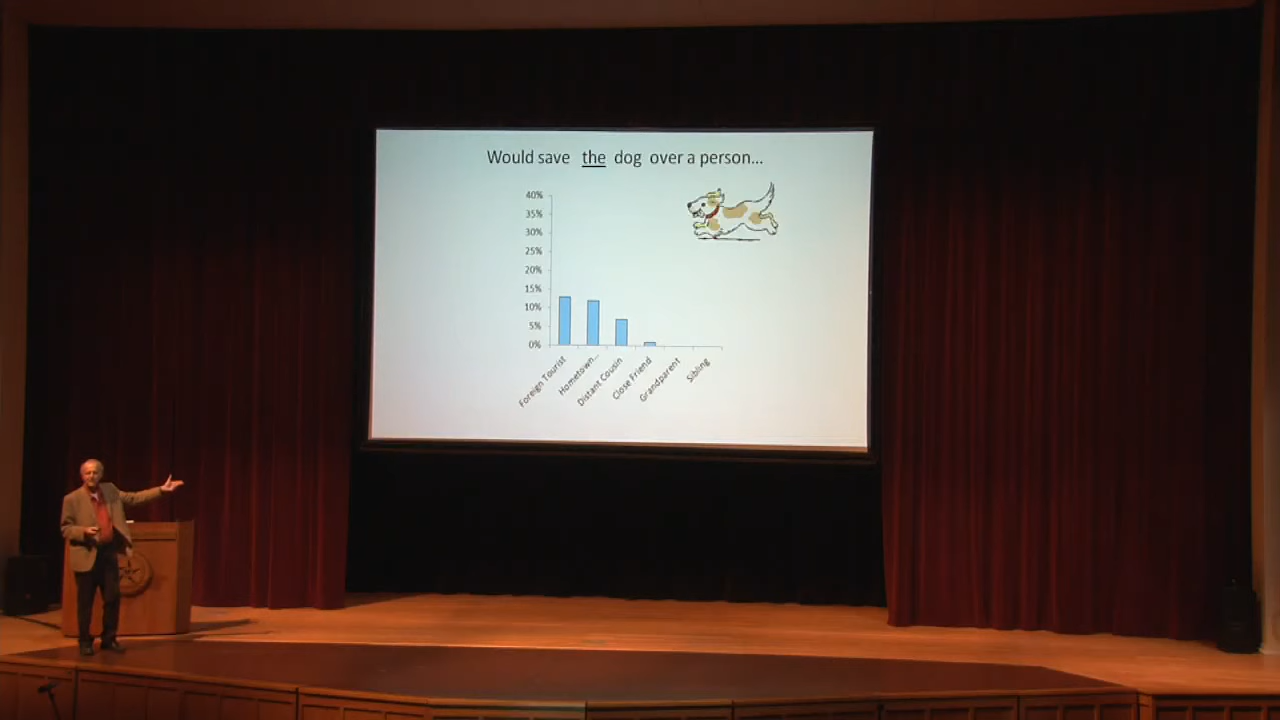 Would save the dog over a person...
40%
35%
30%
25%
20%
15%
10%
5%
0%
Foreign Tourist
Hometown...
Distant Cousin
Close Friend
Grandparent
Sibling